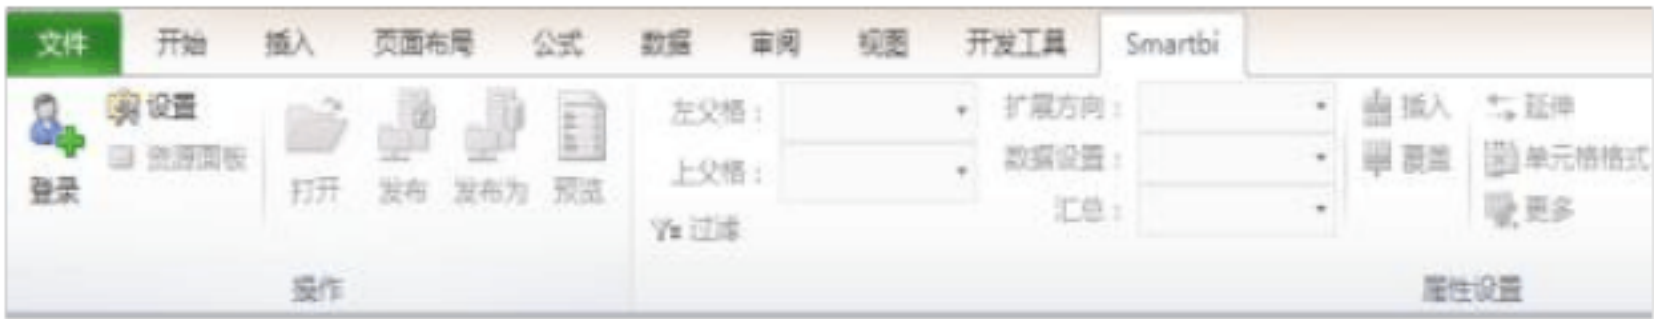 文件 开始 插入 页面布局 公式 数据 审阅 视图 开发工具 Smartbi
设置 左父格： 扩展方向： 插入 延伸
资源面板 数据设置： 覆盖 单元格格式
登录 打开 发布 发布为 预览 上父格： 汇总： 更多
过滤
操作 属性设置